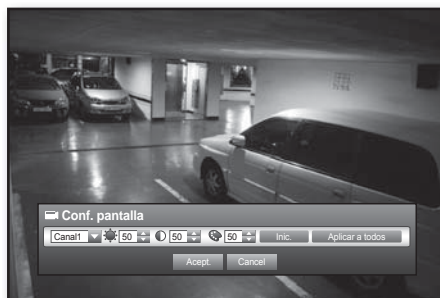 Conf. pantalla
Canal1 50 50 50 Inic. Aplicar a todos
Acept. Cancel